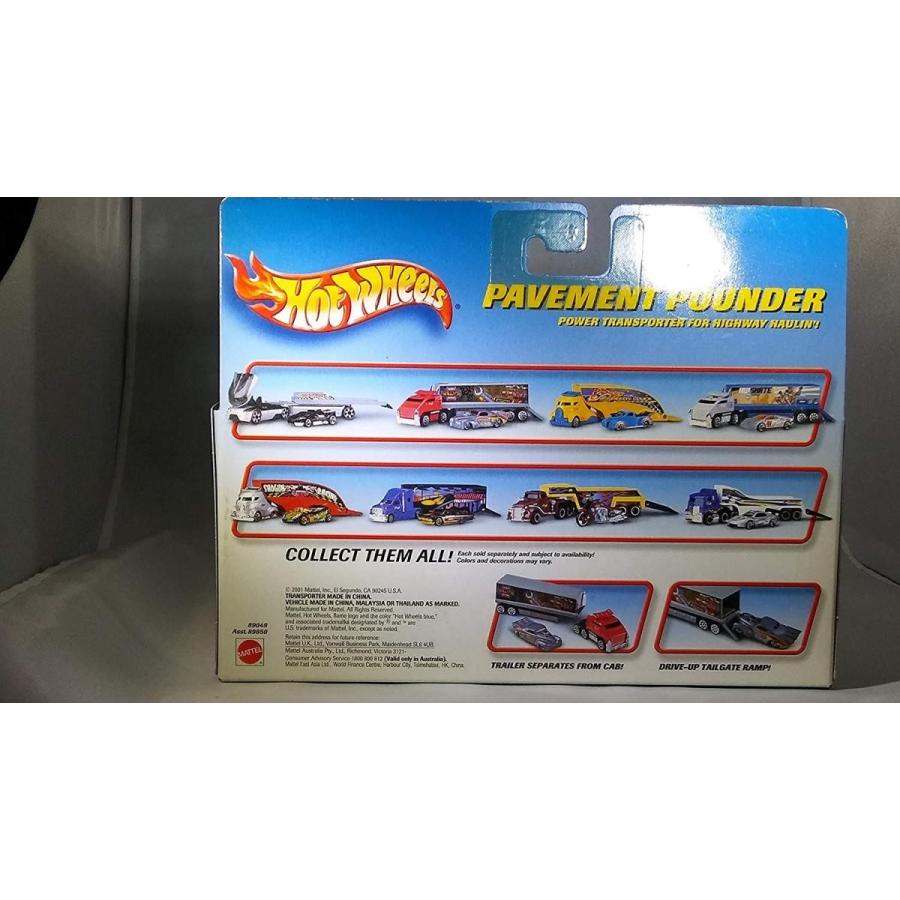 HOT WHEELS ®
PAVEMENT POUNDER
POWER TRANSPORTER FOR HIGHWAY HAULIN'!
SKATE
COLLECT THEM ALL! Each sold separately and subject to availability!
Colors and decorations may vary.
© 2001 Mattel, Inc., El Segundo, CA 90245 U.S.A.
TRANSPORTER MADE IN CHINA.
VEHICLE MADE IN CHINA, MALAYSIA OR THAILAND AS MARKED.
Manufactured for Mattel. All Rights Reserved.
Mattel, Hot Wheels, flame logo and the color "Hot Wheels blue,"
and associated trademarks designated by ® and ™ are
U.S. trademarks of Mattel, Inc., except as noted.
89049
Asst. 89850
MATTEL
Retain this address for future reference:
Mattel U.K., Ltd., Vanwall Business Park, Maidenhead SL6 4UB.
Mattel Australia Pty., Ltd., Richmond, Victoria 3121-
Consumer Advisory Service 1800 800 812 (Valid only in Australia).
Mattel East Asia Ltd., World Finance Centre, Harbour City, Tsimshatsui, HK, China.
TRAILER SEPARATES FROM CAB!
DRIVE-UP TAILGATE RAMP!